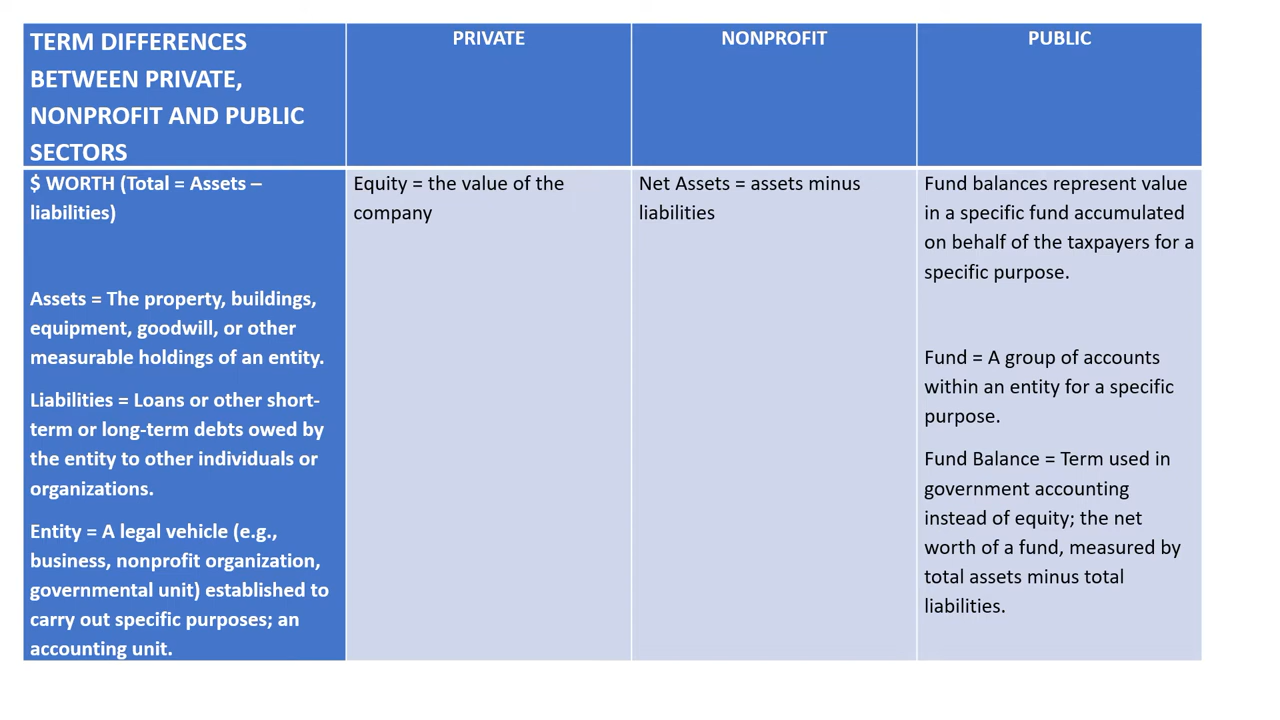 TERM DIFFERENCES
BETWEEN PRIVATE,
NONPROFIT AND PUBLIC
SECTORS
PRIVATE
NONPROFIT
PUBLIC
$ WORTH (Total = Assets –
liabilities)
Assets = The property, buildings,
equipment, goodwill, or other
measurable holdings of an entity.
Liabilities = Loans or other short-
term or long-term debts owed by
the entity to other individuals or
organizations.
Entity = A legal vehicle (e.g.,
business, nonprofit organization,
governmental unit) established to
carry out specific purposes; an
accounting unit.
Equity = the value of the
company
Net Assets = assets minus
liabilities
Fund balances represent value
in a specific fund accumulated
on behalf of the taxpayers for a
specific purpose.
Fund = A group of accounts
within an entity for a specific
purpose.
Fund Balance = Term used in
government accounting
instead of equity; the net
worth of a fund, measured by
total assets minus total
liabilities.